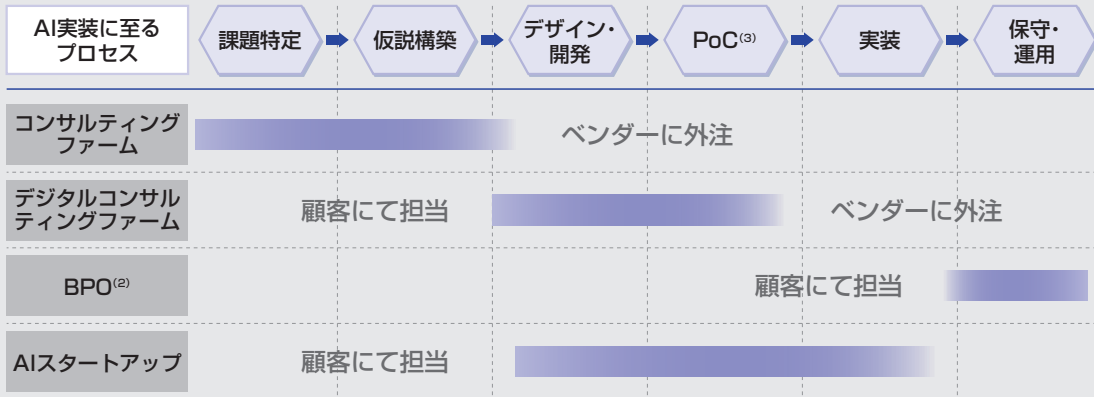 AI実装に至る
プロセス
課題特定
仮説構築
デザイン・
開発
PoC⁽³⁾
実装
保守・
運用
コンサルティング
ファーム
ベンダーに外注
デジタルコンサル
ティングファーム
顧客にて担当
ベンダーに外注
BPO⁽²⁾
顧客にて担当
AIスタートアップ
顧客にて担当